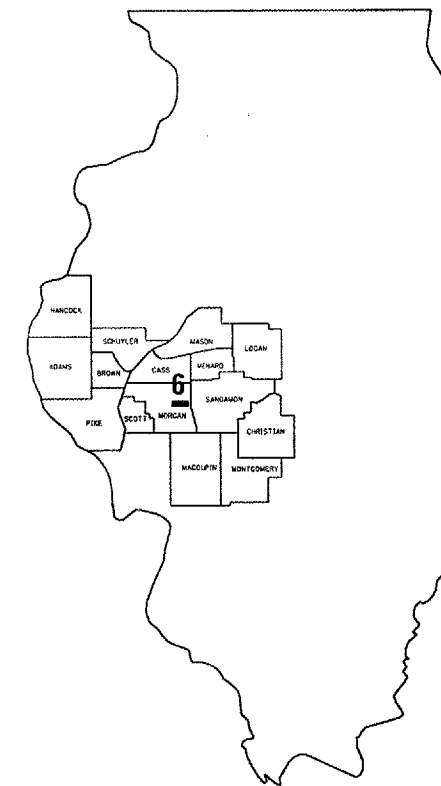 HANCOCK
SCHUYLER
MASON
LOGAN
ADAMS
BROWN
CASS
MENARD
6
SANGAMON
PIKE
SCOTT
MORGAN
CHRISTIAN
MACOUPIN
MONTGOMERY